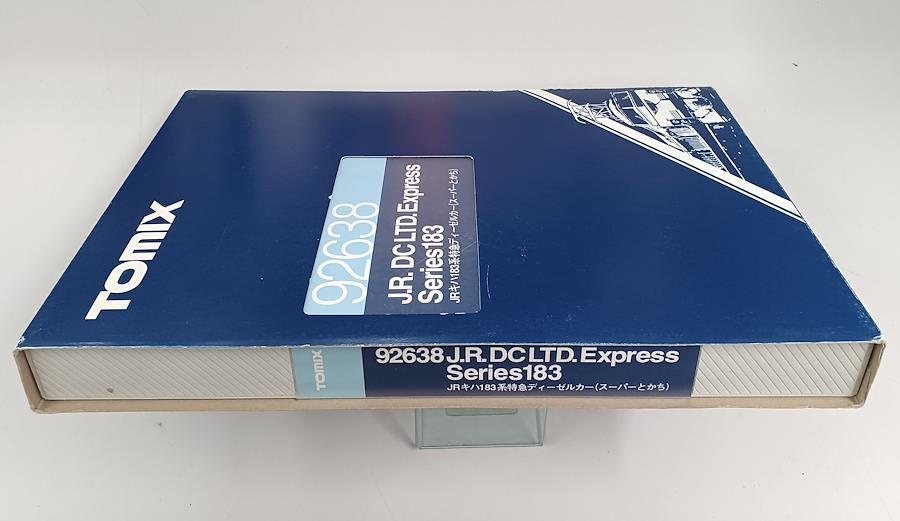 TOMIX
92638
J.R. DC LTD. Express
Series183
JRキハ183系特急ディーゼルカー(スーパーとかち)
TOMIX
92638 J.R. DC LTD. Express
Series183
JRキハ183系特急ディーゼルカー(スーパーとかち)